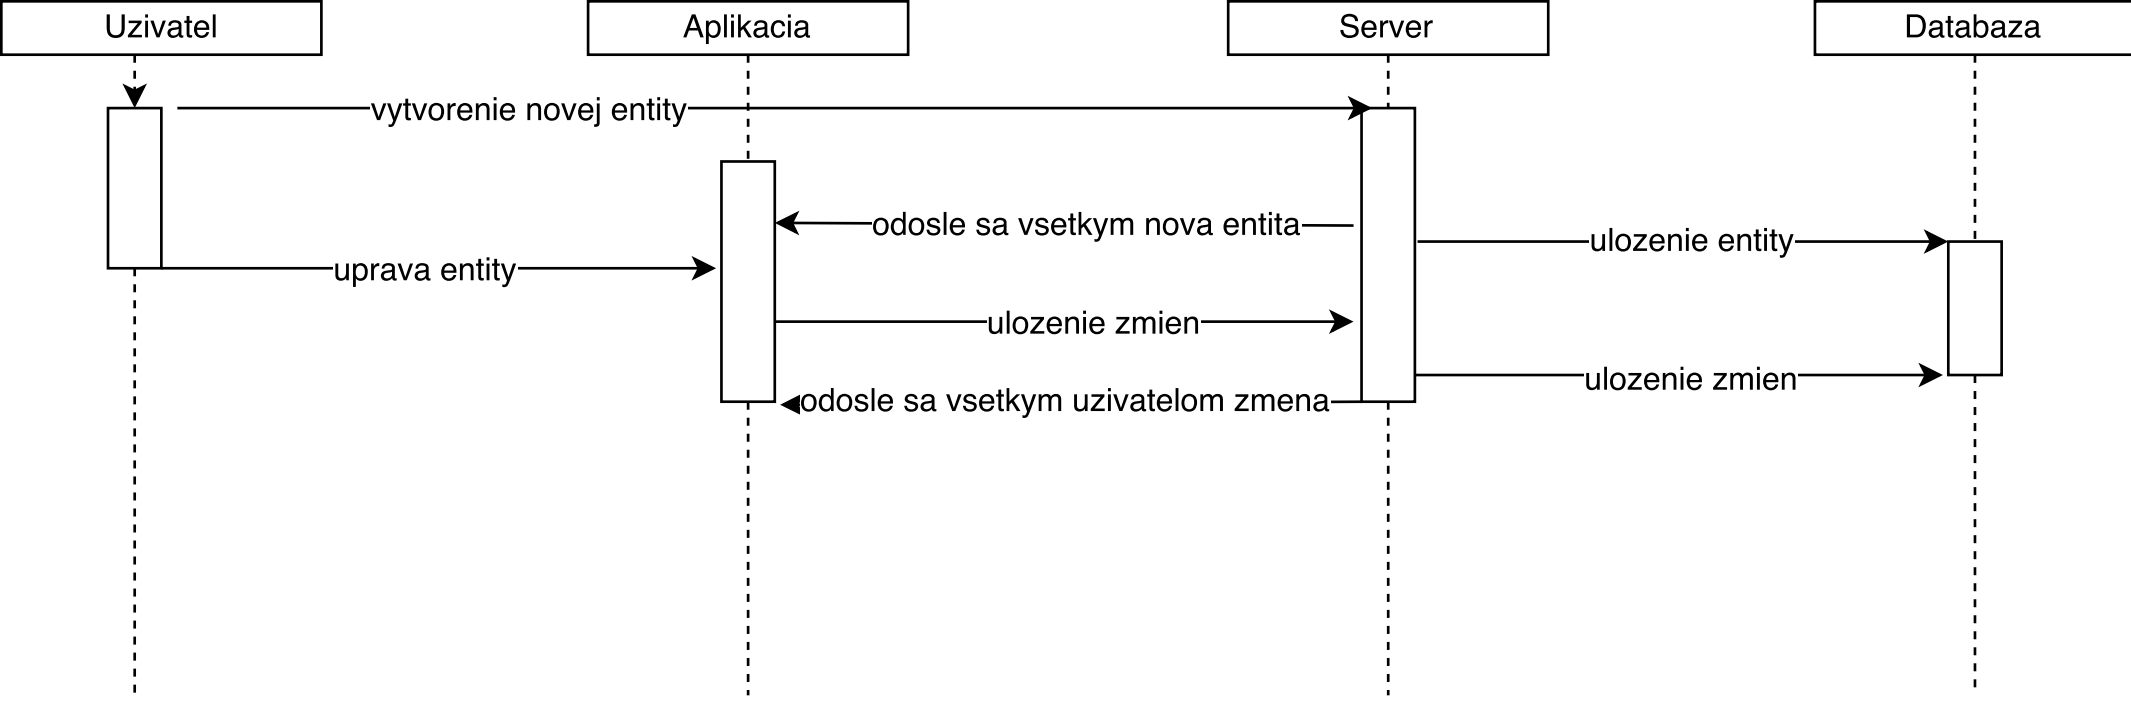 Uzivatel
Aplikacia
Server
Databaza
vytvorenie novej entity
odosle sa vsetkym nova entita
ulozenie entity
uprava entity
ulozenie zmien
ulozenie zmien
odosle sa vsetkym uzivatelom zmena